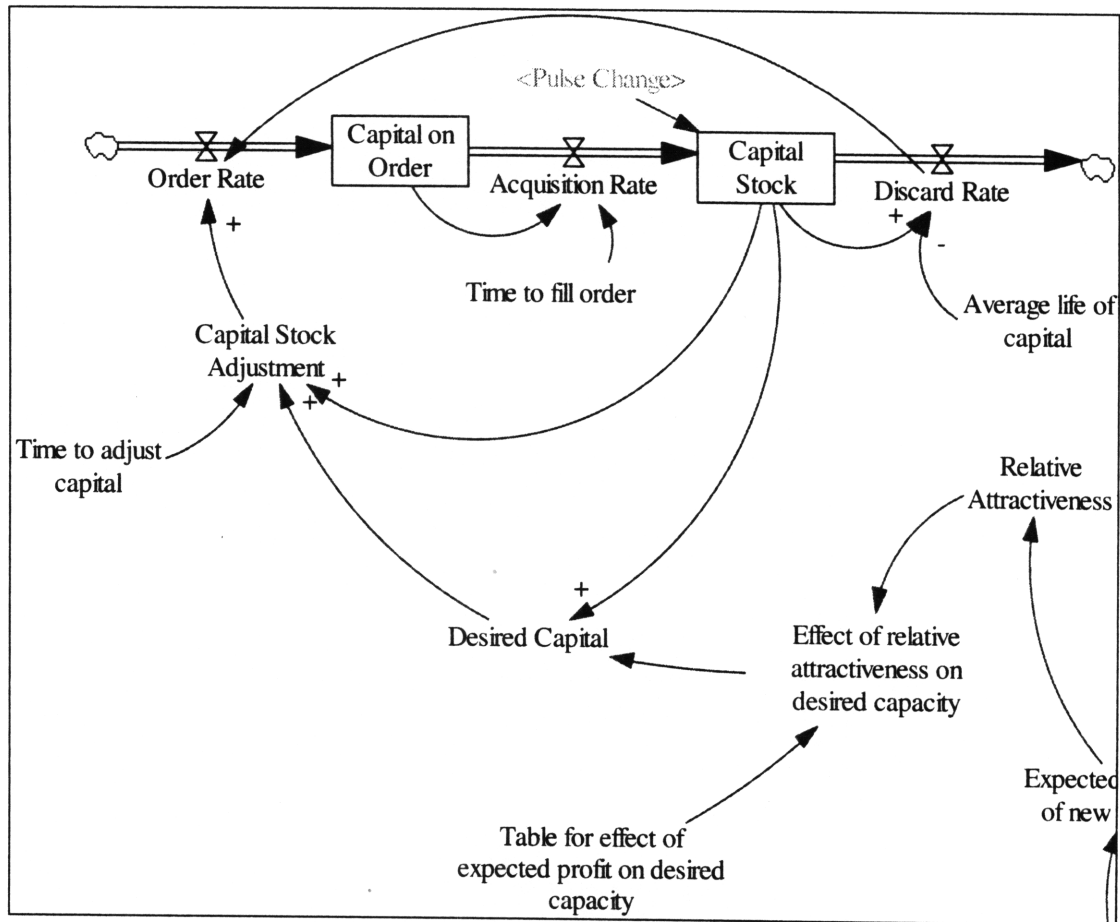 <Pulse Change>
Capital on
Order
Capital
Stock
Order Rate
Acquisition Rate
Discard Rate
+
+
-
Time to fill order
Average life of
capital
Capital Stock
Adjustment
+
+
Time to adjust
capital
Relative
Attractiveness
+
Desired Capital
Effect of relative
attractiveness on
desired capacity
Expected
of new
Table for effect of
expected profit on desired
capacity